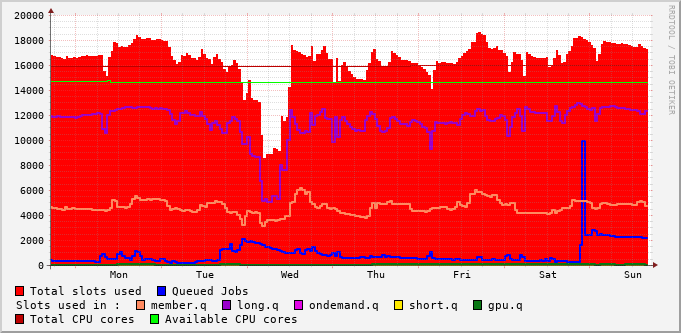 20000
18000
16000
14000
12000
10000
8000
6000
4000
2000
0
Mon Tue Wed Thu Fri Sat Sun
RRDTOOL / TOBI OETIKER
Total slots used Queued Jobs
Slots used in : member.q long.q ondemand.q short.q gpu.q
Total CPU cores Available CPU cores